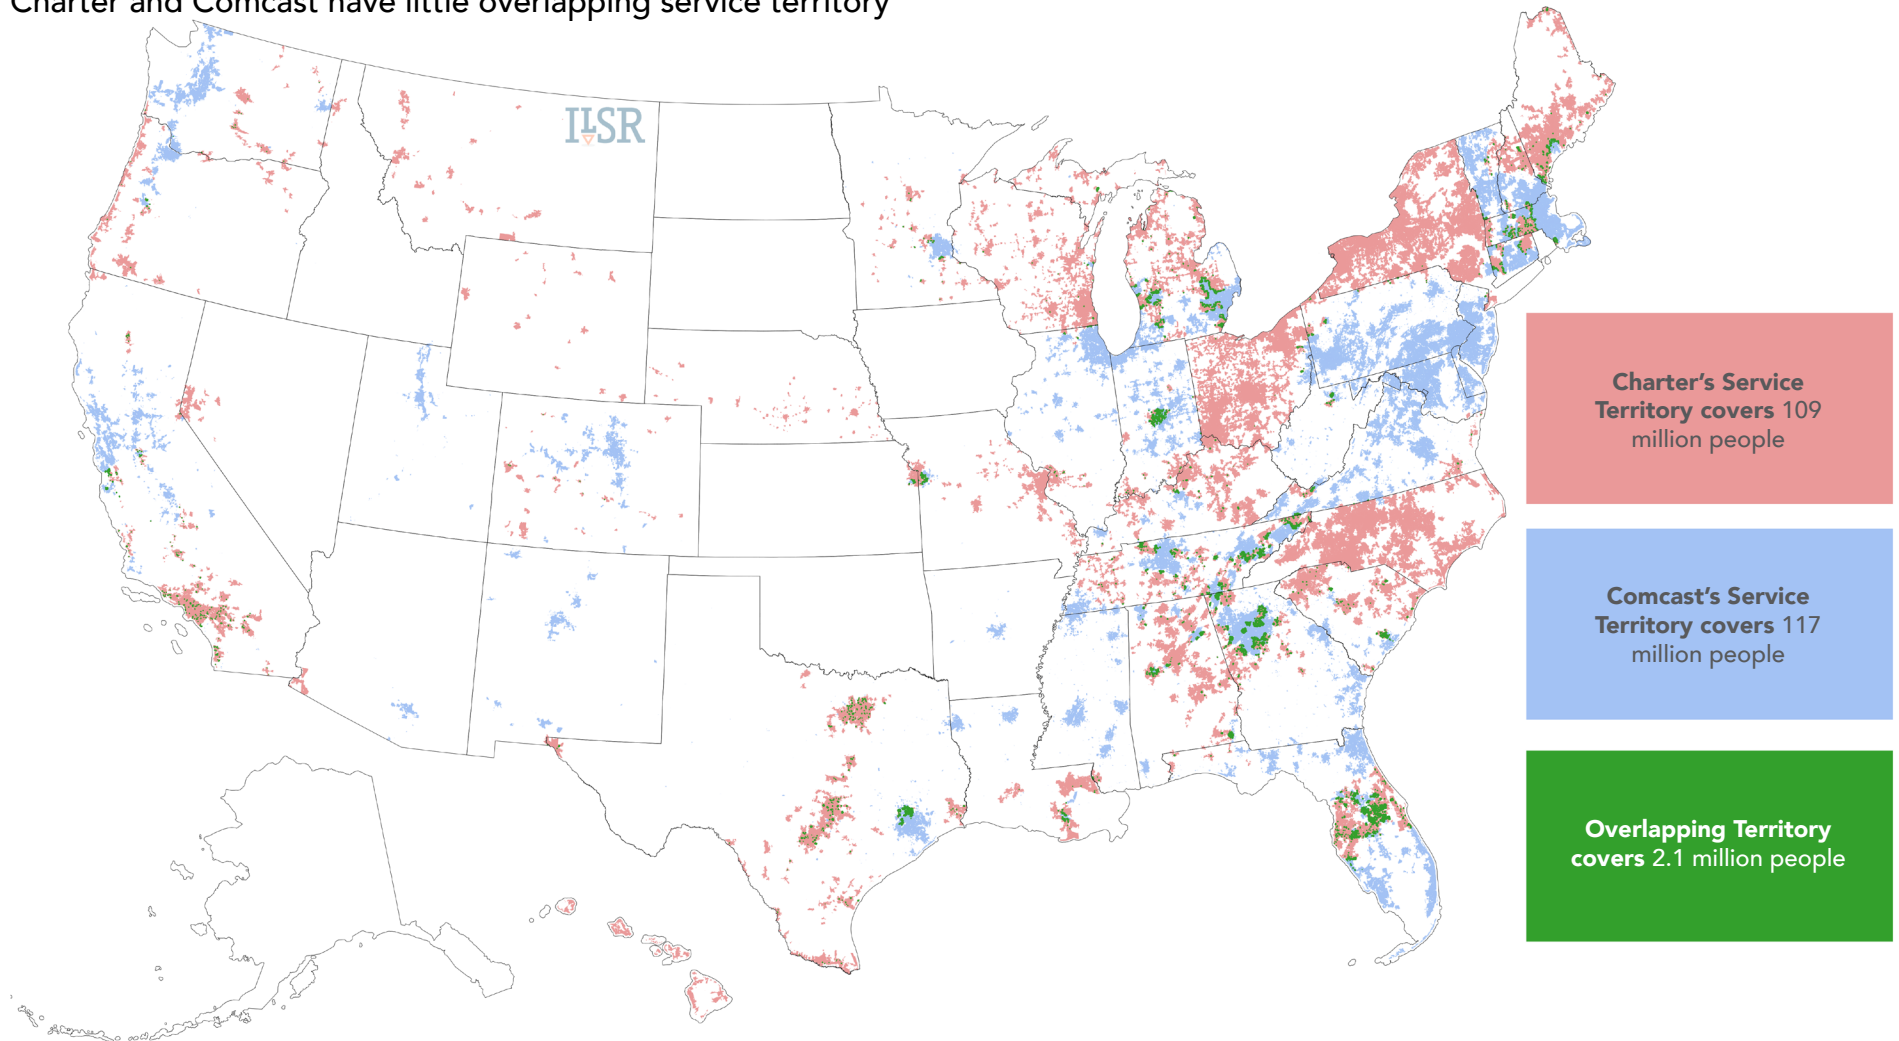 Charter and Comcast have little overlapping service territory
ILSR
Charter's Service
Territory covers 109
million people
Comcast's Service
Territory covers 117
million people
Overlapping Territory
covers 2.1 million people